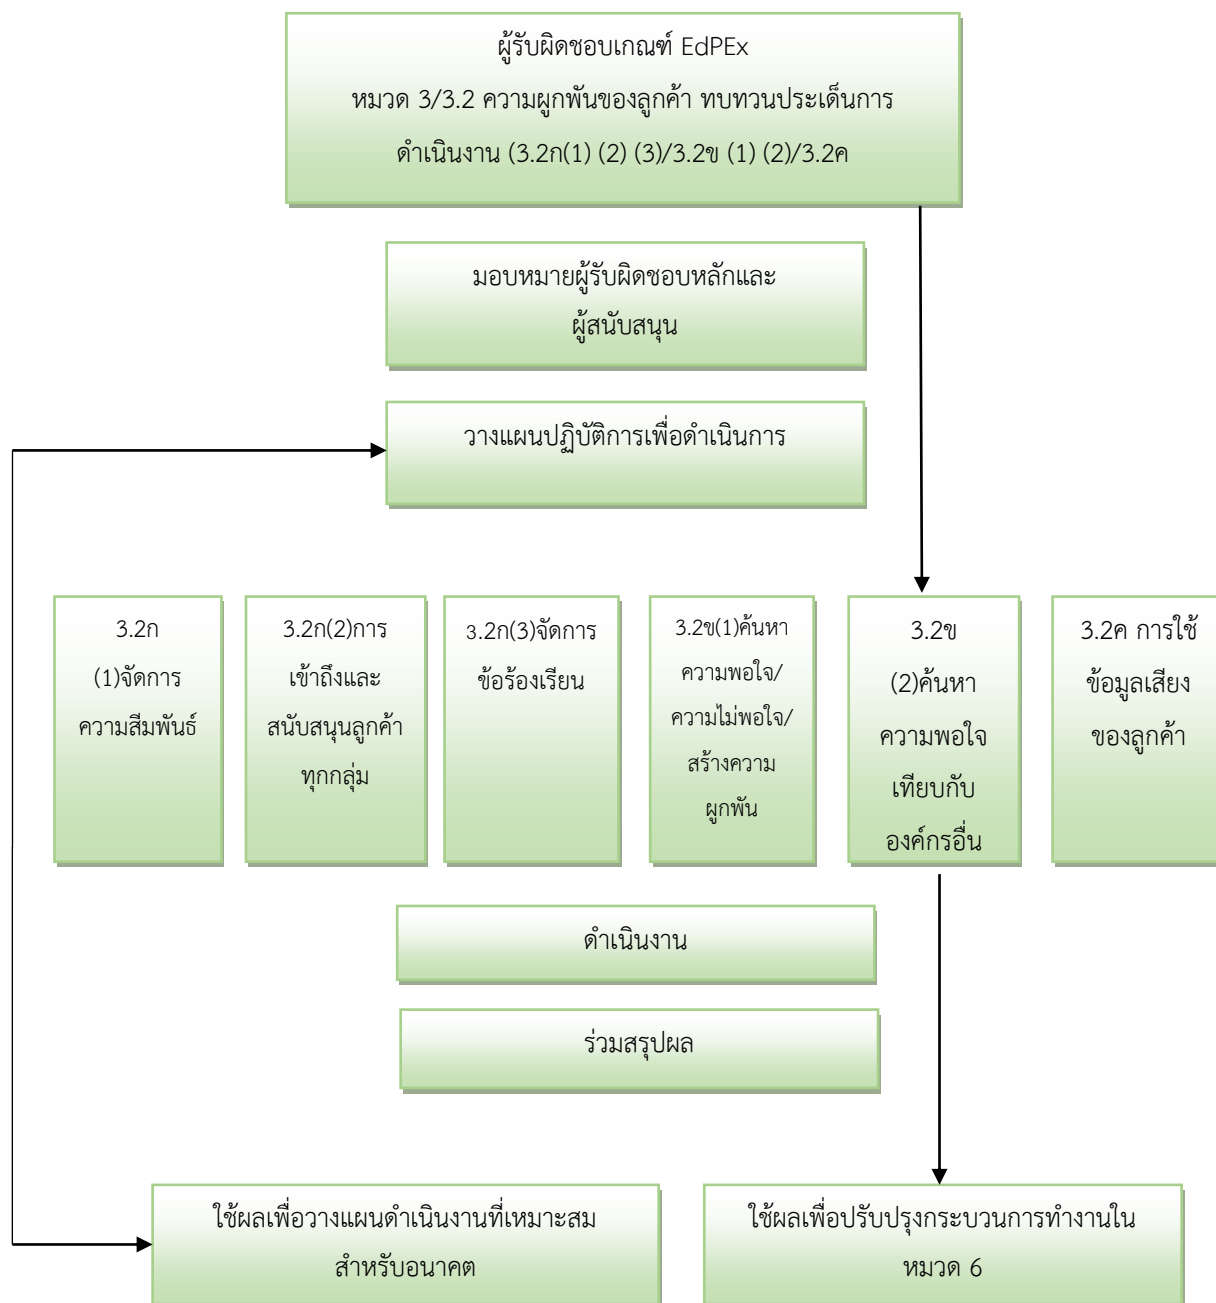 ผู้รับผิดชอบเกณฑ์ EdPEx
หมวด 3/3.2 ความผูกพันของลูกค้า ทบทวนประเด็นการ
ดำเนินงาน (3.2ก(1) (2) (3)/3.2ข (1) (2)/3.2ค
มอบหมายผู้รับผิดชอบหลักและ
ผู้สนับสนุน
วางแผนปฏิบัติการเพื่อดำเนินการ
3.2ก
(1)จัดการ
ความสีมพันธ์
3.2ก(2)การ
เข้าถึงและ
สนับสนุนลูกค้า
ทุกกลุ่ม
3.2ก(3)จัดการ
ข้อร้องเรียน
3.2ข(1)ค้นหา
ความพอใจ/
ความไม่พอใจ/
สร้างความ
ผูกพัน
3.2ข
(2)ค้นหา
ความพอใจ
เทียบกับ
องค์กรอื่น
3.2ค การใช้
ข้อมูลเสียง
ของลูกค้า
ดำเนินงาน
ร่วมสรุปผล
ใช้ผลเพื่อวางแผนดำเนินงานที่เหมาะสม
สำหรับอนาคต
ใช้ผลเพื่อปรับปรุงกระบวนการทำงานใน
หมวด 6